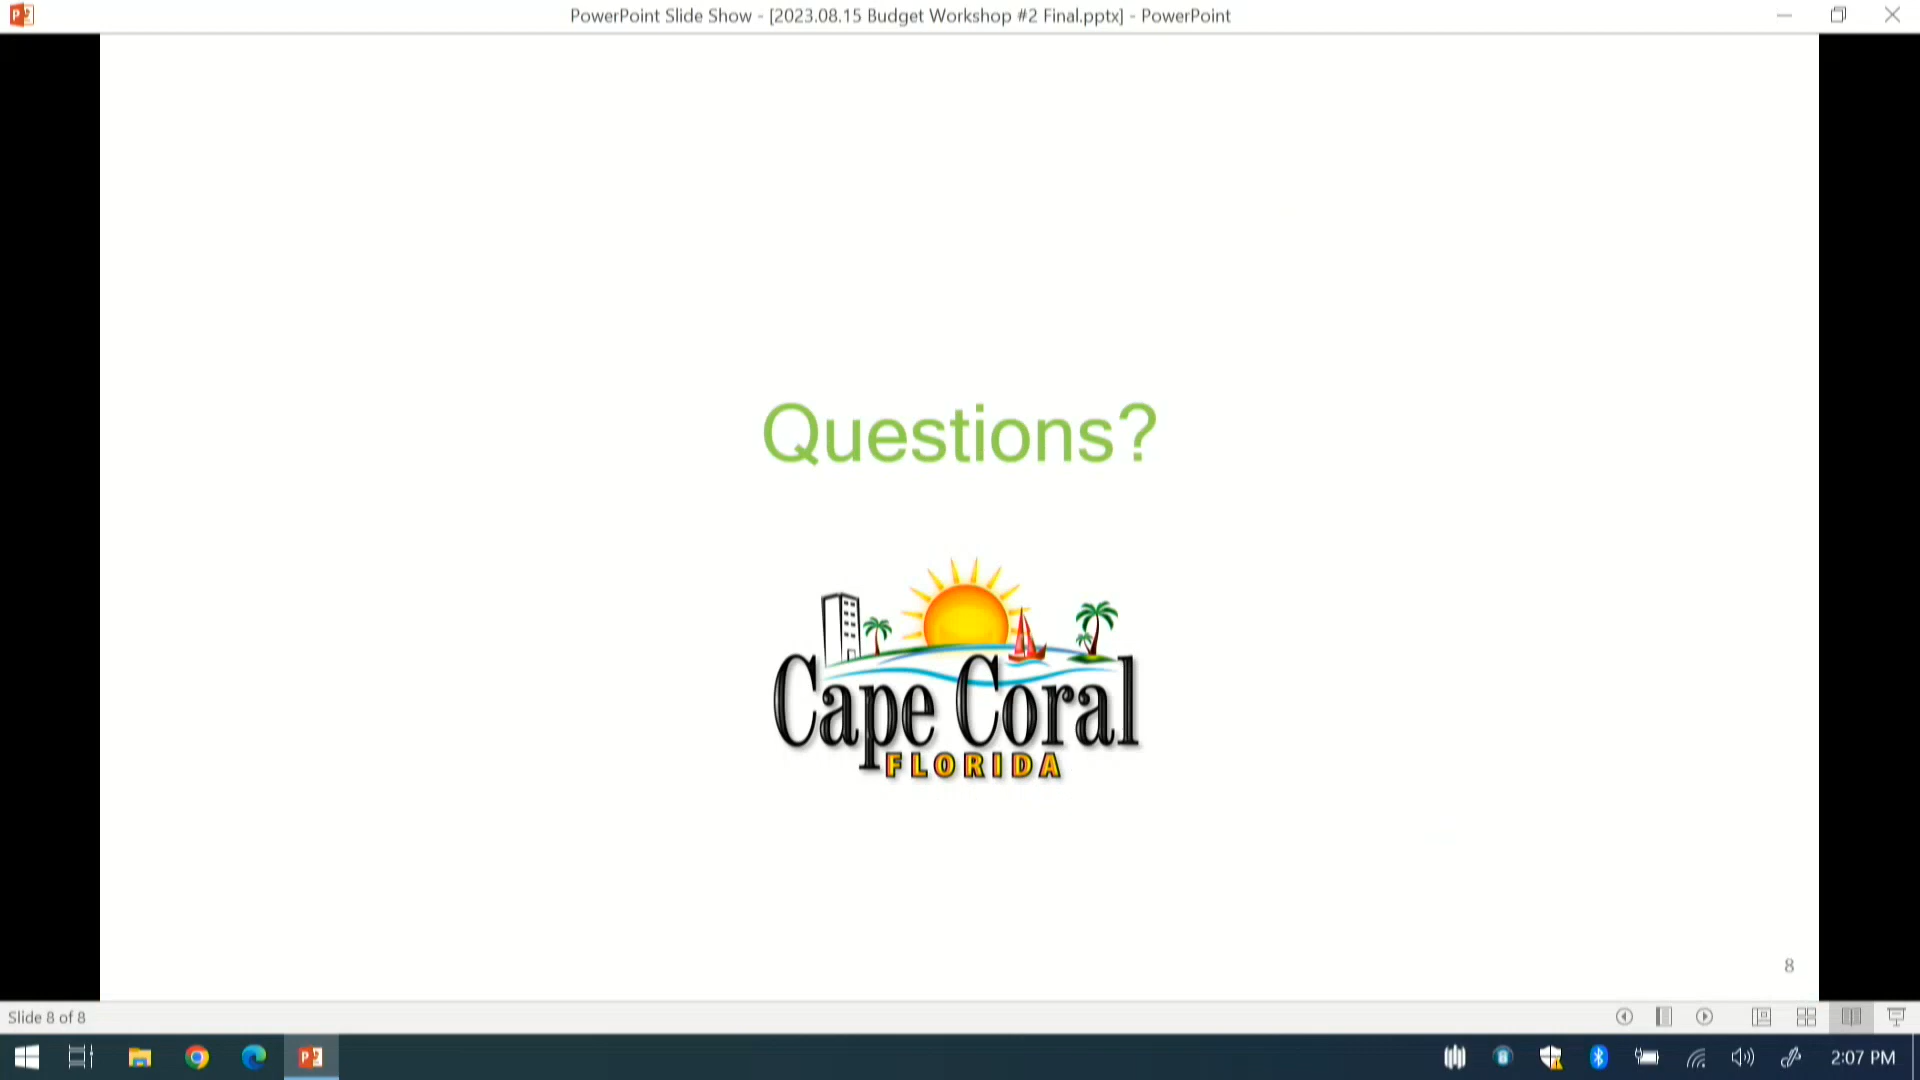 PowerPoint Slide Show - [2023.08.15 Budget Workshop #2 Final.pptx] - PowerPoint
Questions?
Cape Coral
FLORIDA
8
Slide 8 of 8
2:07 PM